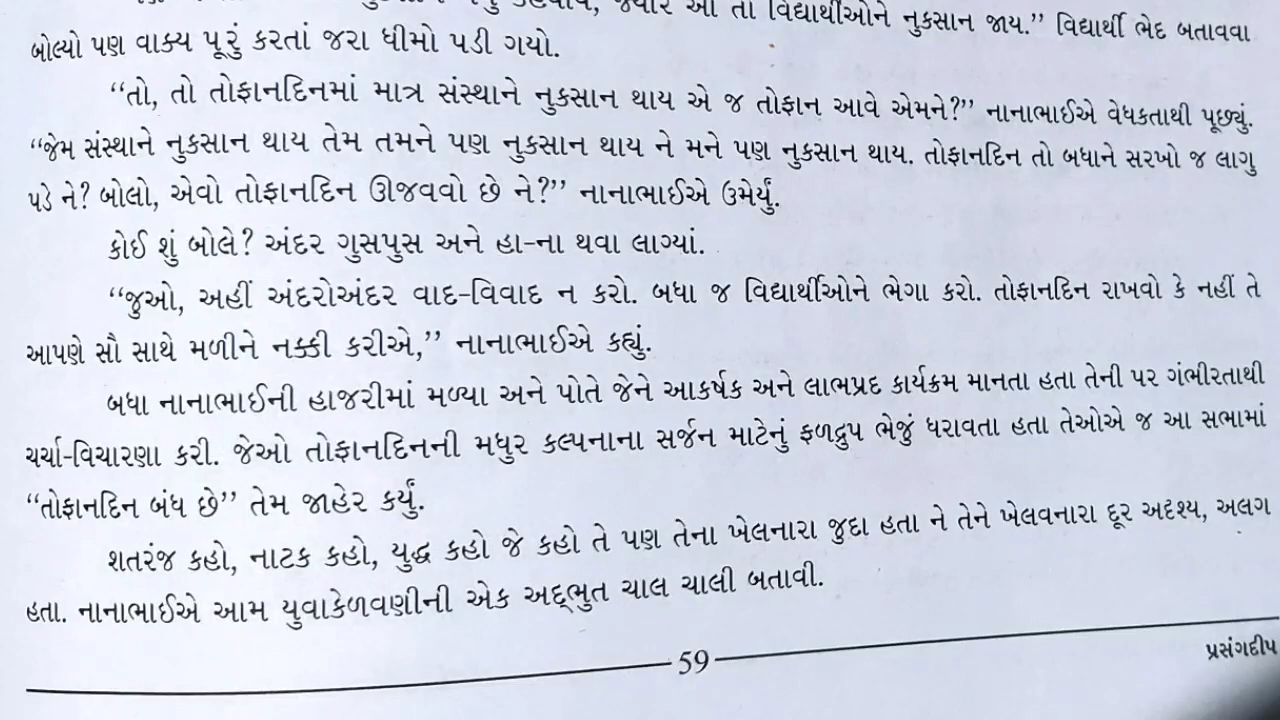 આ તો વિદ્યાર્થીઓને નુકસાન જાય.” વિદ્યાર્થી ભેદ બતાવવા
બોલ્યો પણ વાક્ય પૂરું કરતાં જરા ધીમો પડી ગયો.
“તો, તો તોફાનદિનમાં માત્ર સંસ્થાને નુકસાન થાય એ જ તોફાન આવે એમને?” નાનાભાઈએ વેધકતાથી પૂછ્યું.
“જેમ સંસ્થાને નુકસાન થાય તેમ તમને પણ નુકસાન થાય ને મને પણ નુકસાન થાય. તોફાનદિન તો બધાને સરખો જ લાગુ
પડે ને? બોલો, એવો તોફાનદિન ઊજવવો છે ને?” નાનાભાઈએ ઉમેર્યું.
કોઈ શું બોલે? અંદર ગુસપુસ અને હા-ના થવા લાગ્યાં.
“જુઓ, અહીં અંદરોઅંદર વાદ-વિવાદ ન કરો. બધા જ વિદ્યાર્થીઓને ભેગા કરો. તોફાનદિન રાખવો કે નહીં તે
આપણે સૌ સાથે મળીને નક્કી કરીએ,” નાનાભાઈએ કહ્યું.
બધા નાનાભાઈની હાજરીમાં મળ્યા અને પોતે જેને આકર્ષક અને લાભપ્રદ કાર્યક્રમ માનતા હતા તેની પર ગંભીરતાથી
ચર્ચા-વિચારણા કરી. જેઓ તોફાનદિનની મધુર કલ્પનાના સર્જન માટેનું ફળદ્રુપ ભેજું ધરાવતા હતા તેઓએ જ આ સભામાં
“તોફાનદિન બંધ છે” તેમ જાહેર કર્યું.
શતરંજ કહો, નાટક કહો, યુદ્ધ કહો જે કહો તે પણ તેના ખેલનારા જુદા હતા ને તેને ખેલવનારા દૂર અદૃશ્ય, અલગ
હતા. નાનાભાઈએ આમ યુવાકેળવણીની એક અદ્ભુત ચાલ ચાલી બતાવી.
59
પ્રસંગદીપ